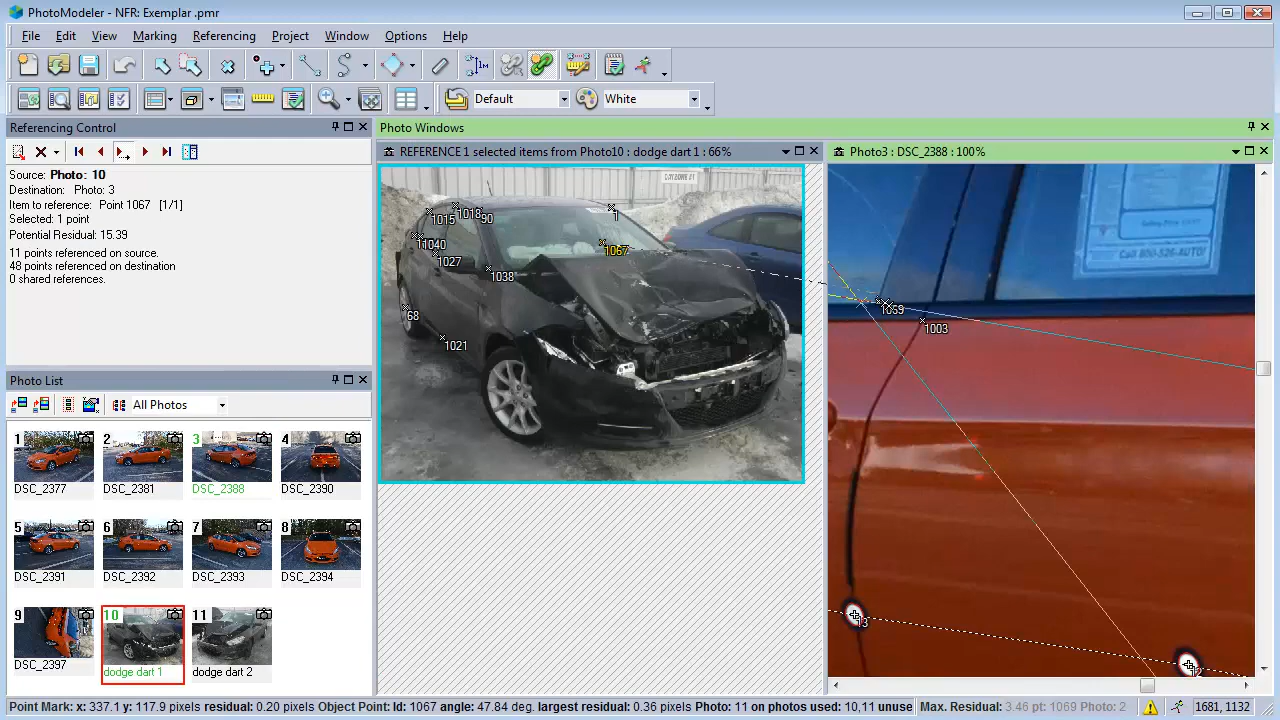 PhotoModeler - NFR: Exemplar .pmr
File Edit View Marking Referencing Project Window Options Help
Default White
Referencing Control
Source: Photo: 10
Destination: Photo: 3
Item to reference: Point 1067 [1/1]
Selected: 1 point
Potential Residual: 15.39
11 points referenced on source.
48 points referenced on destination
0 shared references.
Photo List
All Photos
1 2 3 4
DSC_2377 DSC_2381 DSC_2388 DSC_2390
5 6 7 8
DSC_2391 DSC_2392 DSC_2393 DSC_2394
9 10 11
DSC_2397 dodge dart 1 dodge dart 2
Photo Windows
REFERENCE 1 selected items from Photo10 : dodge dart 1 : 66%
1015 1018 90 1
1040 1067
1027
1038
68
1021
Photo3 : DSC_2388 : 100%
Call 800-526-AUTO!
1069
1003
13
12
Point Mark: x: 337.1 y: 117.9 pixels residual: 0.20 pixels Object Point: Id: 1067 angle: 47.84 deg. largest residual: 0.36 pixels Photo: 11 on photos used: 10,11 unuse
Max. Residual: 3.46 pt: 1069 Photo: 2
1681, 1132